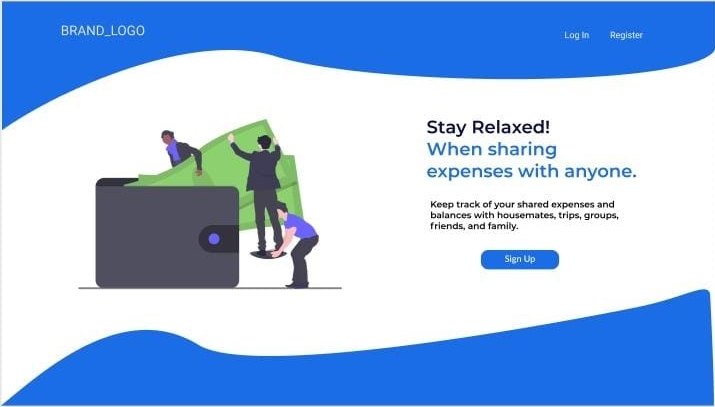 BRAND_LOGO
Log In
Register
Stay Relaxed!
When sharing
expenses with anyone.
Keep track of your shared expenses and
balances with housemates, trips, groups,
friends, and family.
Sign Up